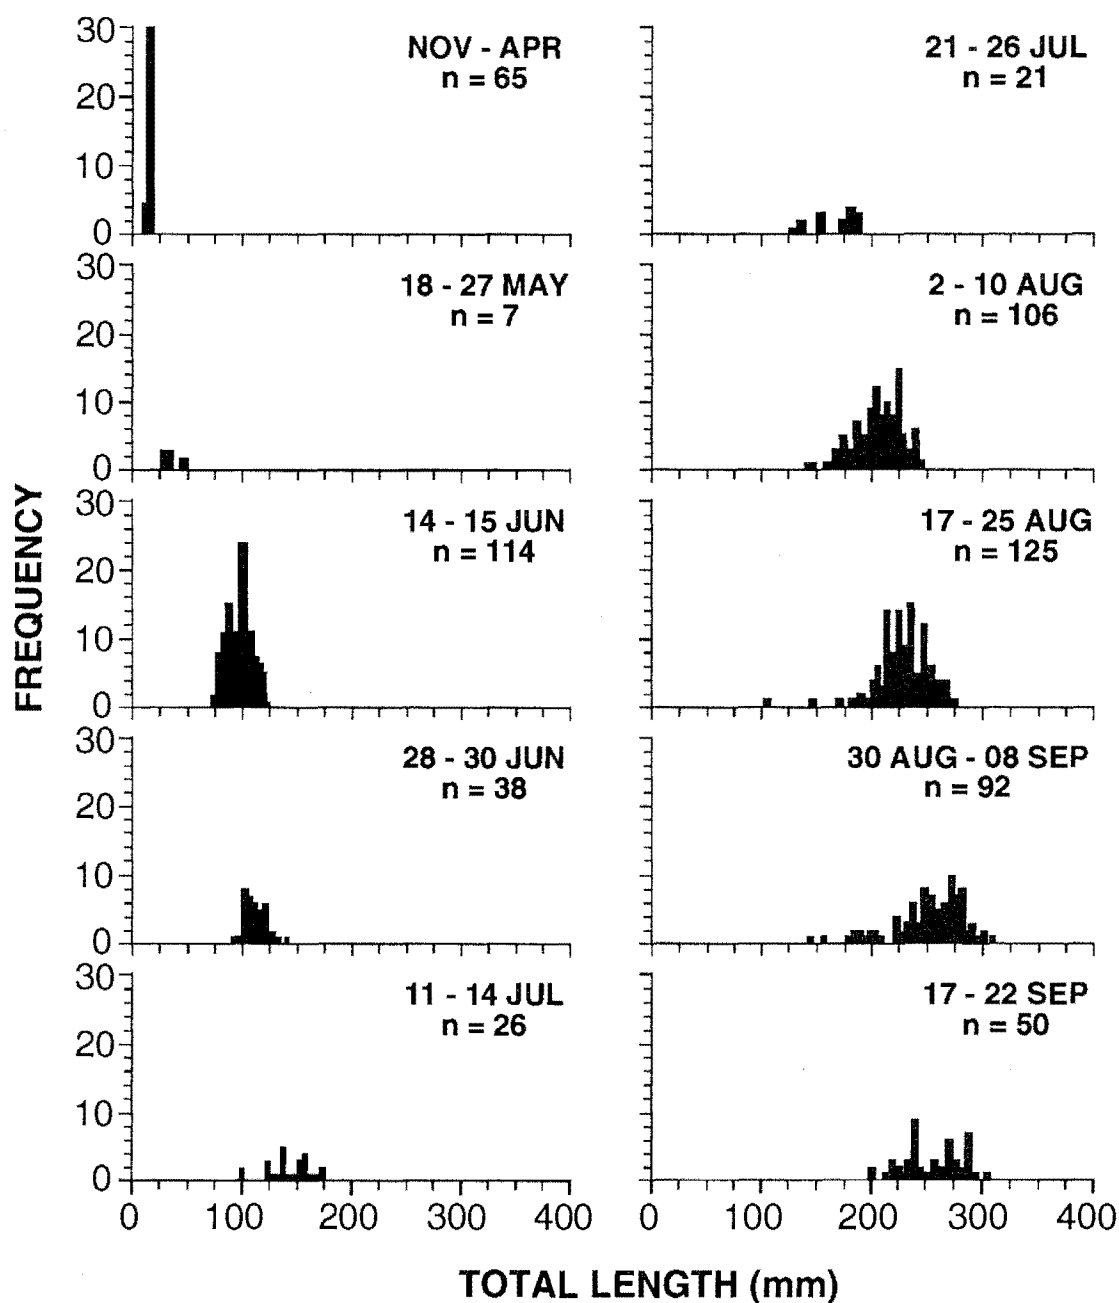 FREQUENCY
30
20
10
0
NOV - APR
n = 65
30
20
10
0
18 - 27 MAY
n = 7
30
20
10
0
14 - 15 JUN
n = 114
30
20
10
0
28 - 30 JUN
n = 38
30
20
10
0
11 - 14 JUL
n = 26
0 100 200 300 400
21 - 26 JUL
n = 21
2 - 10 AUG
n = 106
17 - 25 AUG
n = 125
30 AUG - 08 SEP
n = 92
17 - 22 SEP
n = 50
0 100 200 300 400
TOTAL LENGTH (mm)